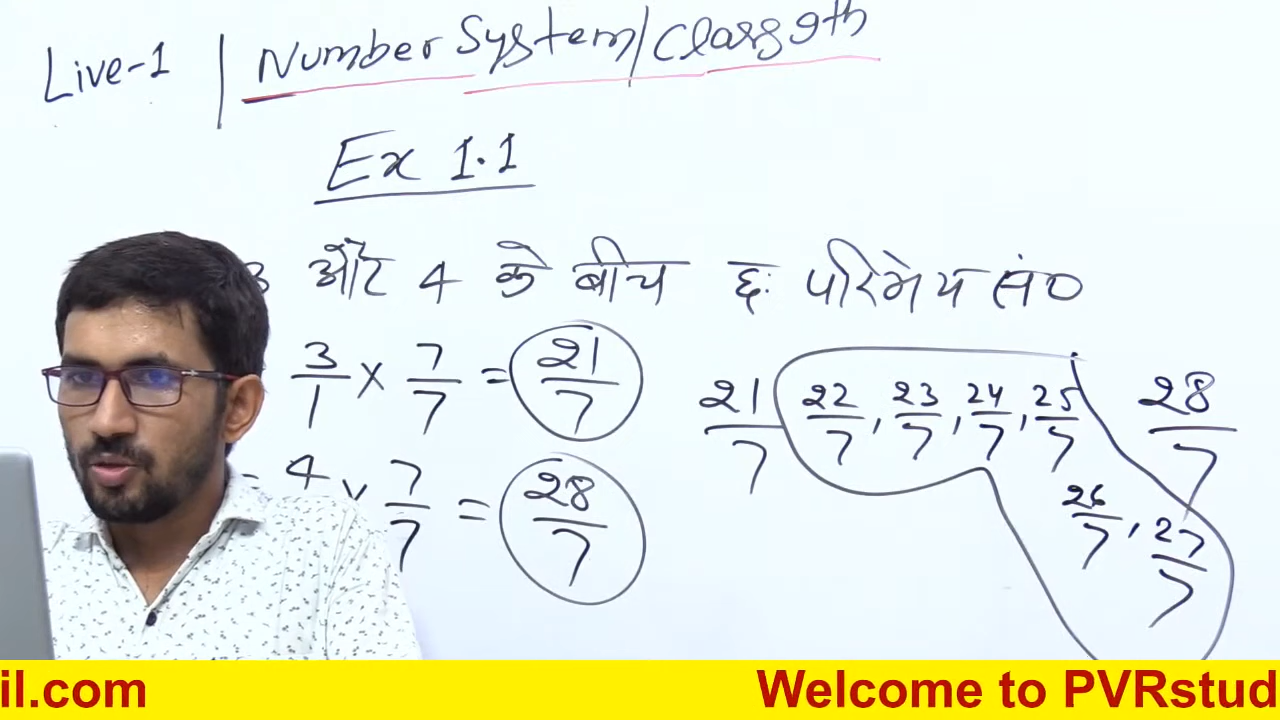 Live-1 | Number System/Class 9th
Ex 1.1
3 और 4 के बीच छः परिमेय सं०
3/1 × 7/7 = 21/7
= 4 × 7/7 = 28/7
21/7 22/7, 23/7, 24/7, 25/7 28/7
26/7, 27/7
il.com Welcome to PVRstud